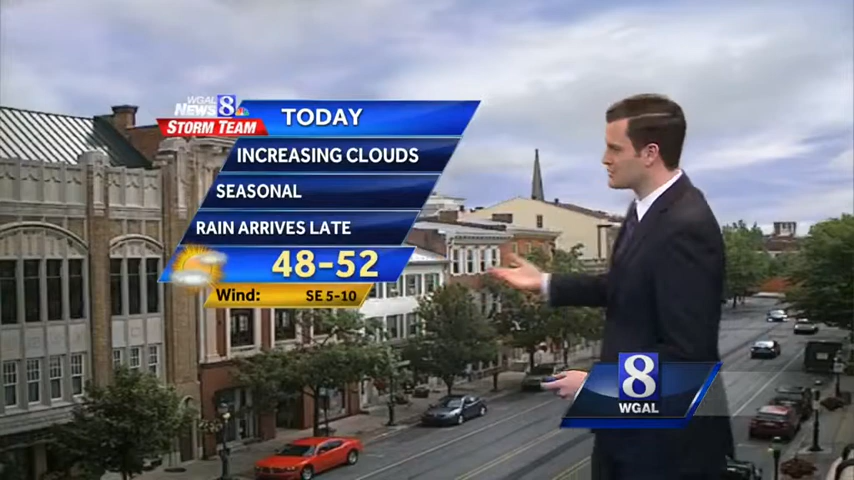 WGAL
NEWS 8
STORM TEAM
TODAY
INCREASING CLOUDS
SEASONAL
RAIN ARRIVES LATE
48-52
Wind: SE 5-10
8
WGAL